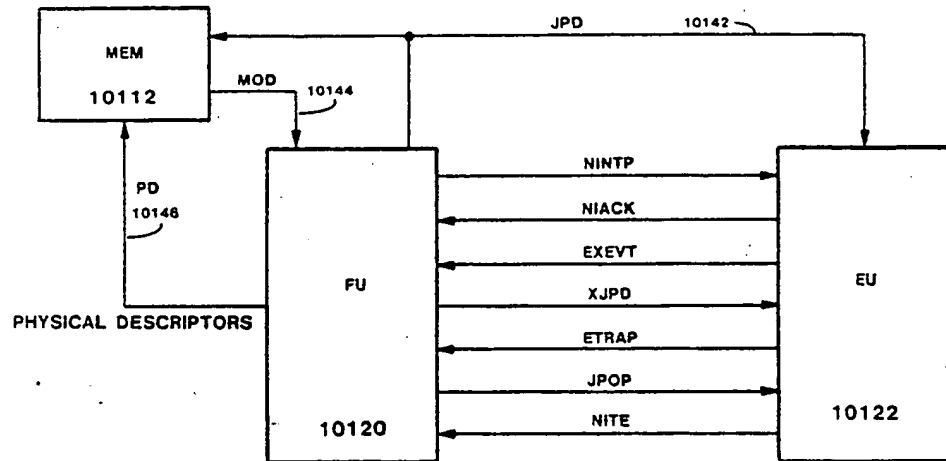 JPD
10142
MEM
10112
MOD
10144
PD
10146
PHYSICAL DESCRIPTORS
FU
10120
NINTP
NIACK
EXEVT
XJPD
ETRAP
JPOP
NITE
EU
10122